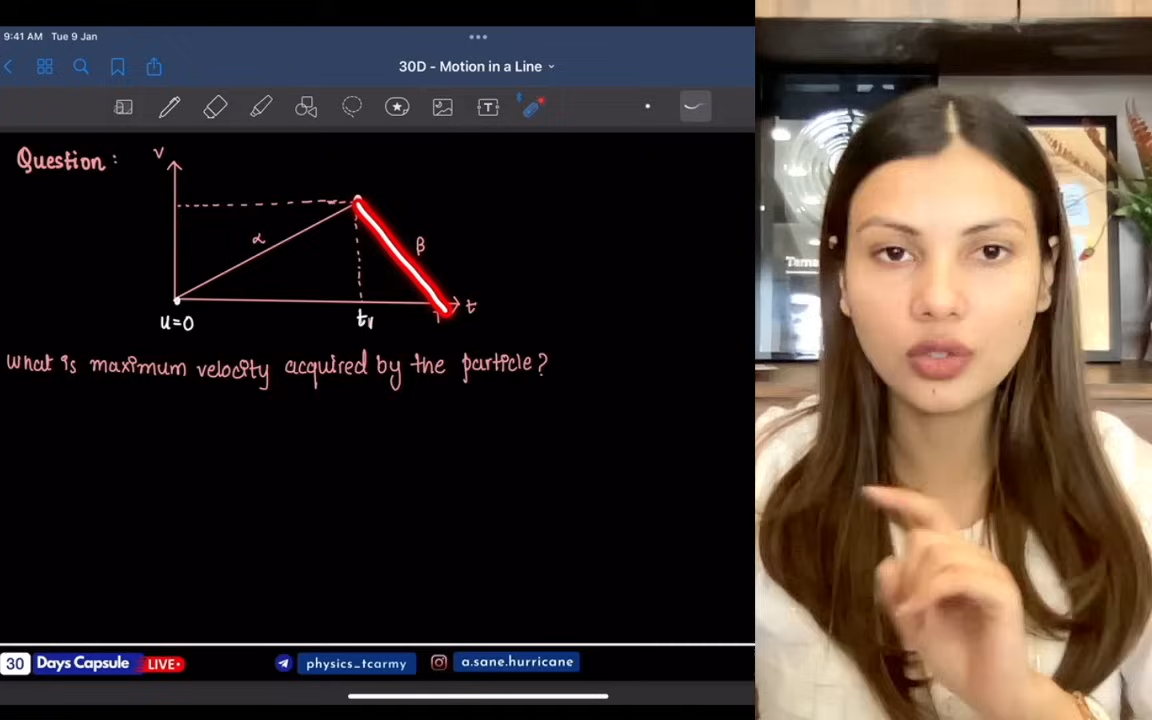 9:41 AM Tue 9 Jan
30D - Motion in a Line
Question:
v
α
β
t
u=0
t₁
What is maximum velocity acquired by the particle?
30 Days Capsule LIVE
physics_tcarmy
a.sane.hurricane